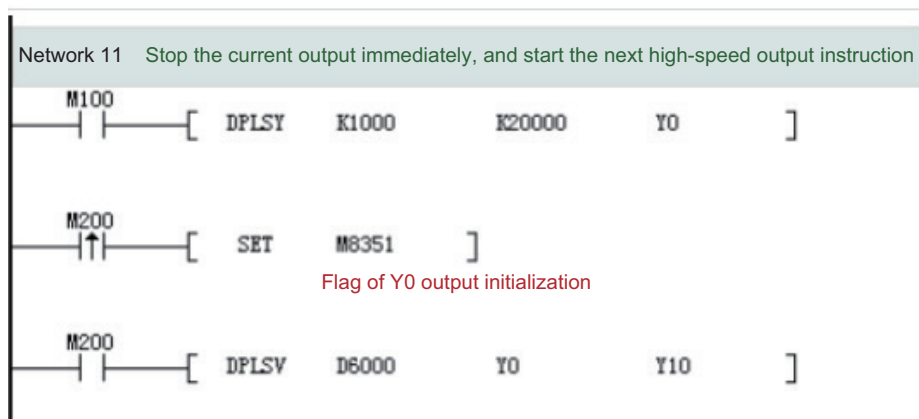 Network 11 Stop the current output immediately, and start the next high-speed output instruction
M100
[ DPLSY K1000 K20000 Y0 ]
M200
[ SET M8351 ]
Flag of Y0 output initialization
M200
[ DPLSV D6000 Y0 Y10 ]